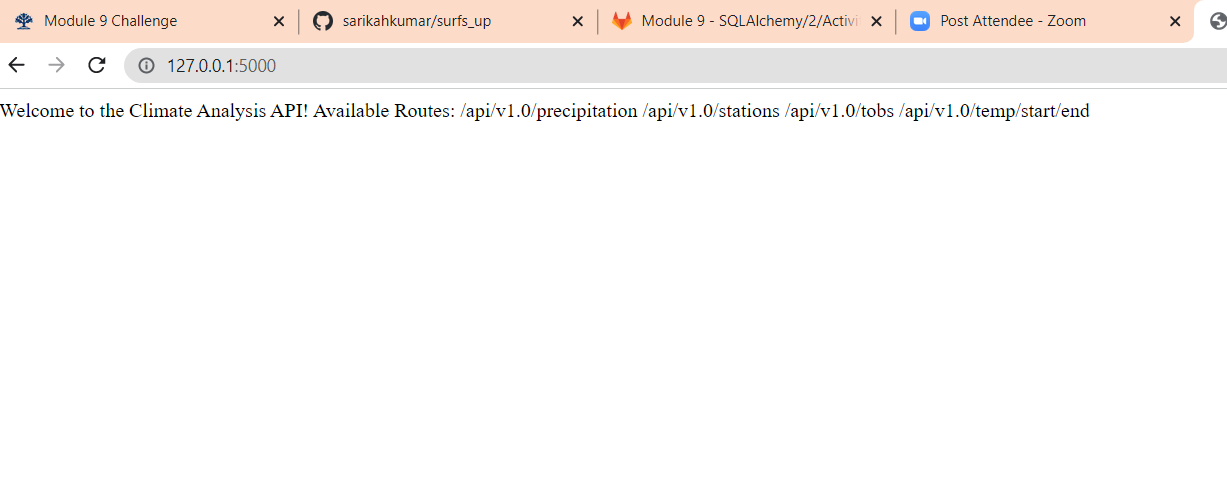 Module 9 Challenge
sarikahkumar/surfs_up
Module 9 - SQLAlchemy/2/Activi
Post Attendee - Zoom
127.0.0.1:5000
Welcome to the Climate Analysis API! Available Routes: /api/v1.0/precipitation /api/v1.0/stations /api/v1.0/tobs /api/v1.0/temp/start/end